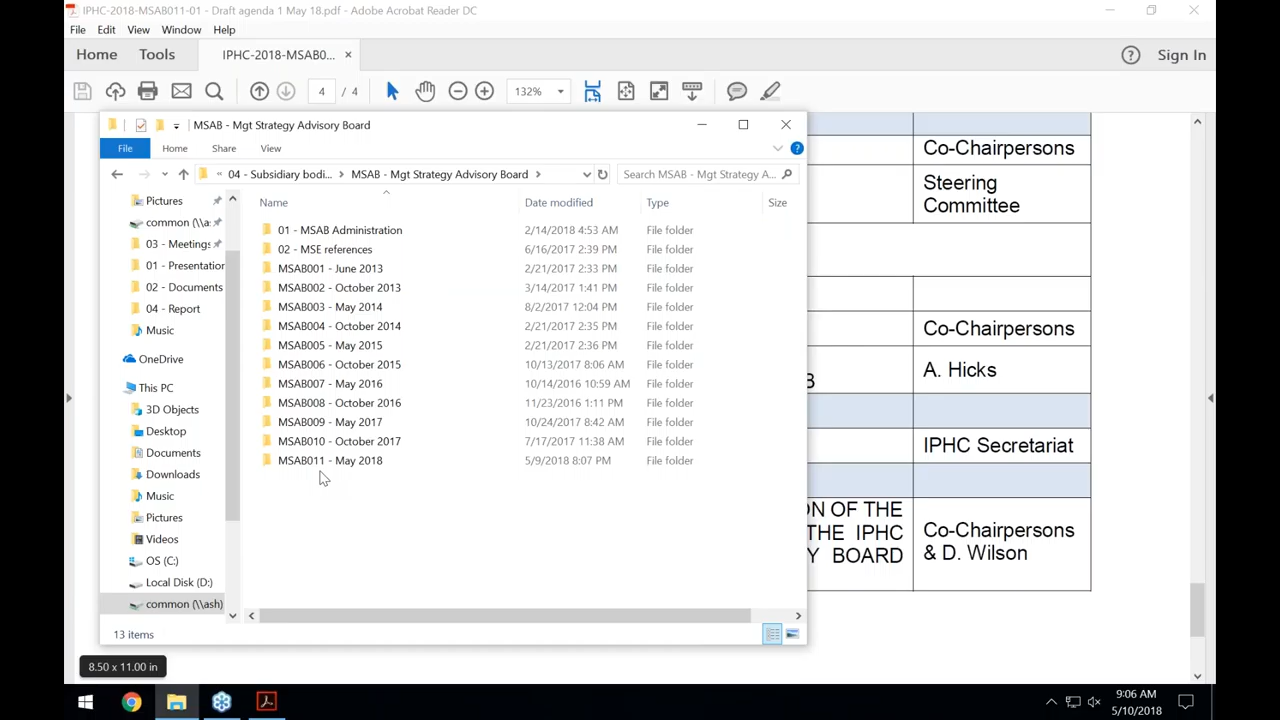 IPHC-2018-MSAB011-01 - Draft agenda 1 May 18.pdf - Adobe Acrobat Reader DC
File Edit View Window Help
Home Tools IPHC-2018-MSAB0... × Sign In
4 / 4 132%
MSAB - Mgt Strategy Advisory Board
File Home Share View
« 04 - Subsidiary bodi... > MSAB - Mgt Strategy Advisory Board > Search MSAB - Mgt Strategy A...
Name Date modified Type Size
Pictures
common (\\as
03 - Meetings
01 - Presentation
02 - Documents
04 - Report
Music
OneDrive
This PC
3D Objects
Desktop
Documents
Downloads
Music
Pictures
Videos
OS (C:)
Local Disk (D:)
common (\\ash)
01 - MSAB Administration 2/14/2018 4:53 AM File folder
02 - MSE references 6/16/2017 2:39 PM File folder
MSAB001 - June 2013 2/21/2017 2:33 PM File folder
MSAB002 - October 2013 3/14/2017 1:41 PM File folder
MSAB003 - May 2014 8/2/2017 12:04 PM File folder
MSAB004 - October 2014 2/21/2017 2:35 PM File folder
MSAB005 - May 2015 2/21/2017 2:36 PM File folder
MSAB006 - October 2015 10/13/2017 8:06 AM File folder
MSAB007 - May 2016 10/14/2016 10:59 AM File folder
MSAB008 - October 2016 11/23/2016 1:11 PM File folder
MSAB009 - May 2017 10/24/2017 8:42 AM File folder
MSAB010 - October 2017 7/17/2017 11:38 AM File folder
MSAB011 - May 2018 5/9/2018 8:07 PM File folder
13 items
Co-Chairpersons
Steering
Committee
Co-Chairpersons
A. Hicks
IPHC Secretariat
ON OF THE
THE IPHC
Y BOARD
Co-Chairpersons
& D. Wilson
8.50 x 11.00 in
9:06 AM
5/10/2018